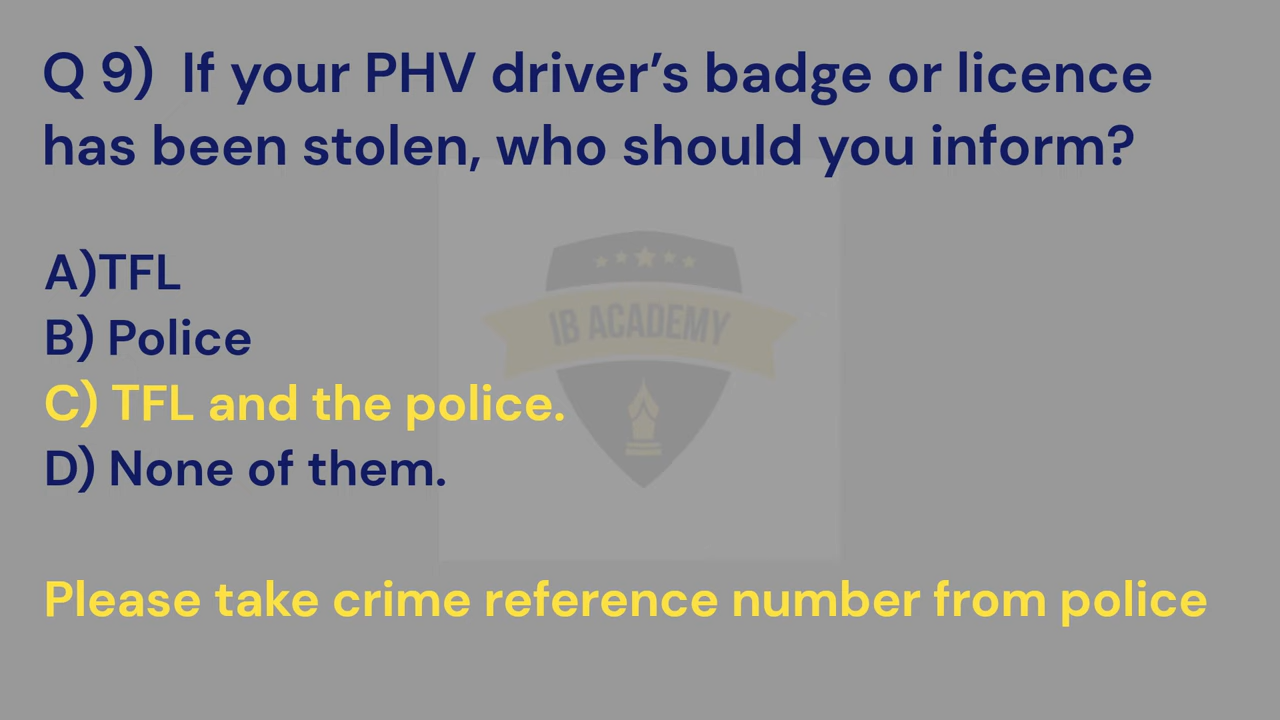 Q 9)  If your PHV driver’s badge or licence
has been stolen, who should you inform?
A)TFL
B) Police
C) TFL and the police.
D) None of them.
IB ACADEMY
Please take crime reference number from police